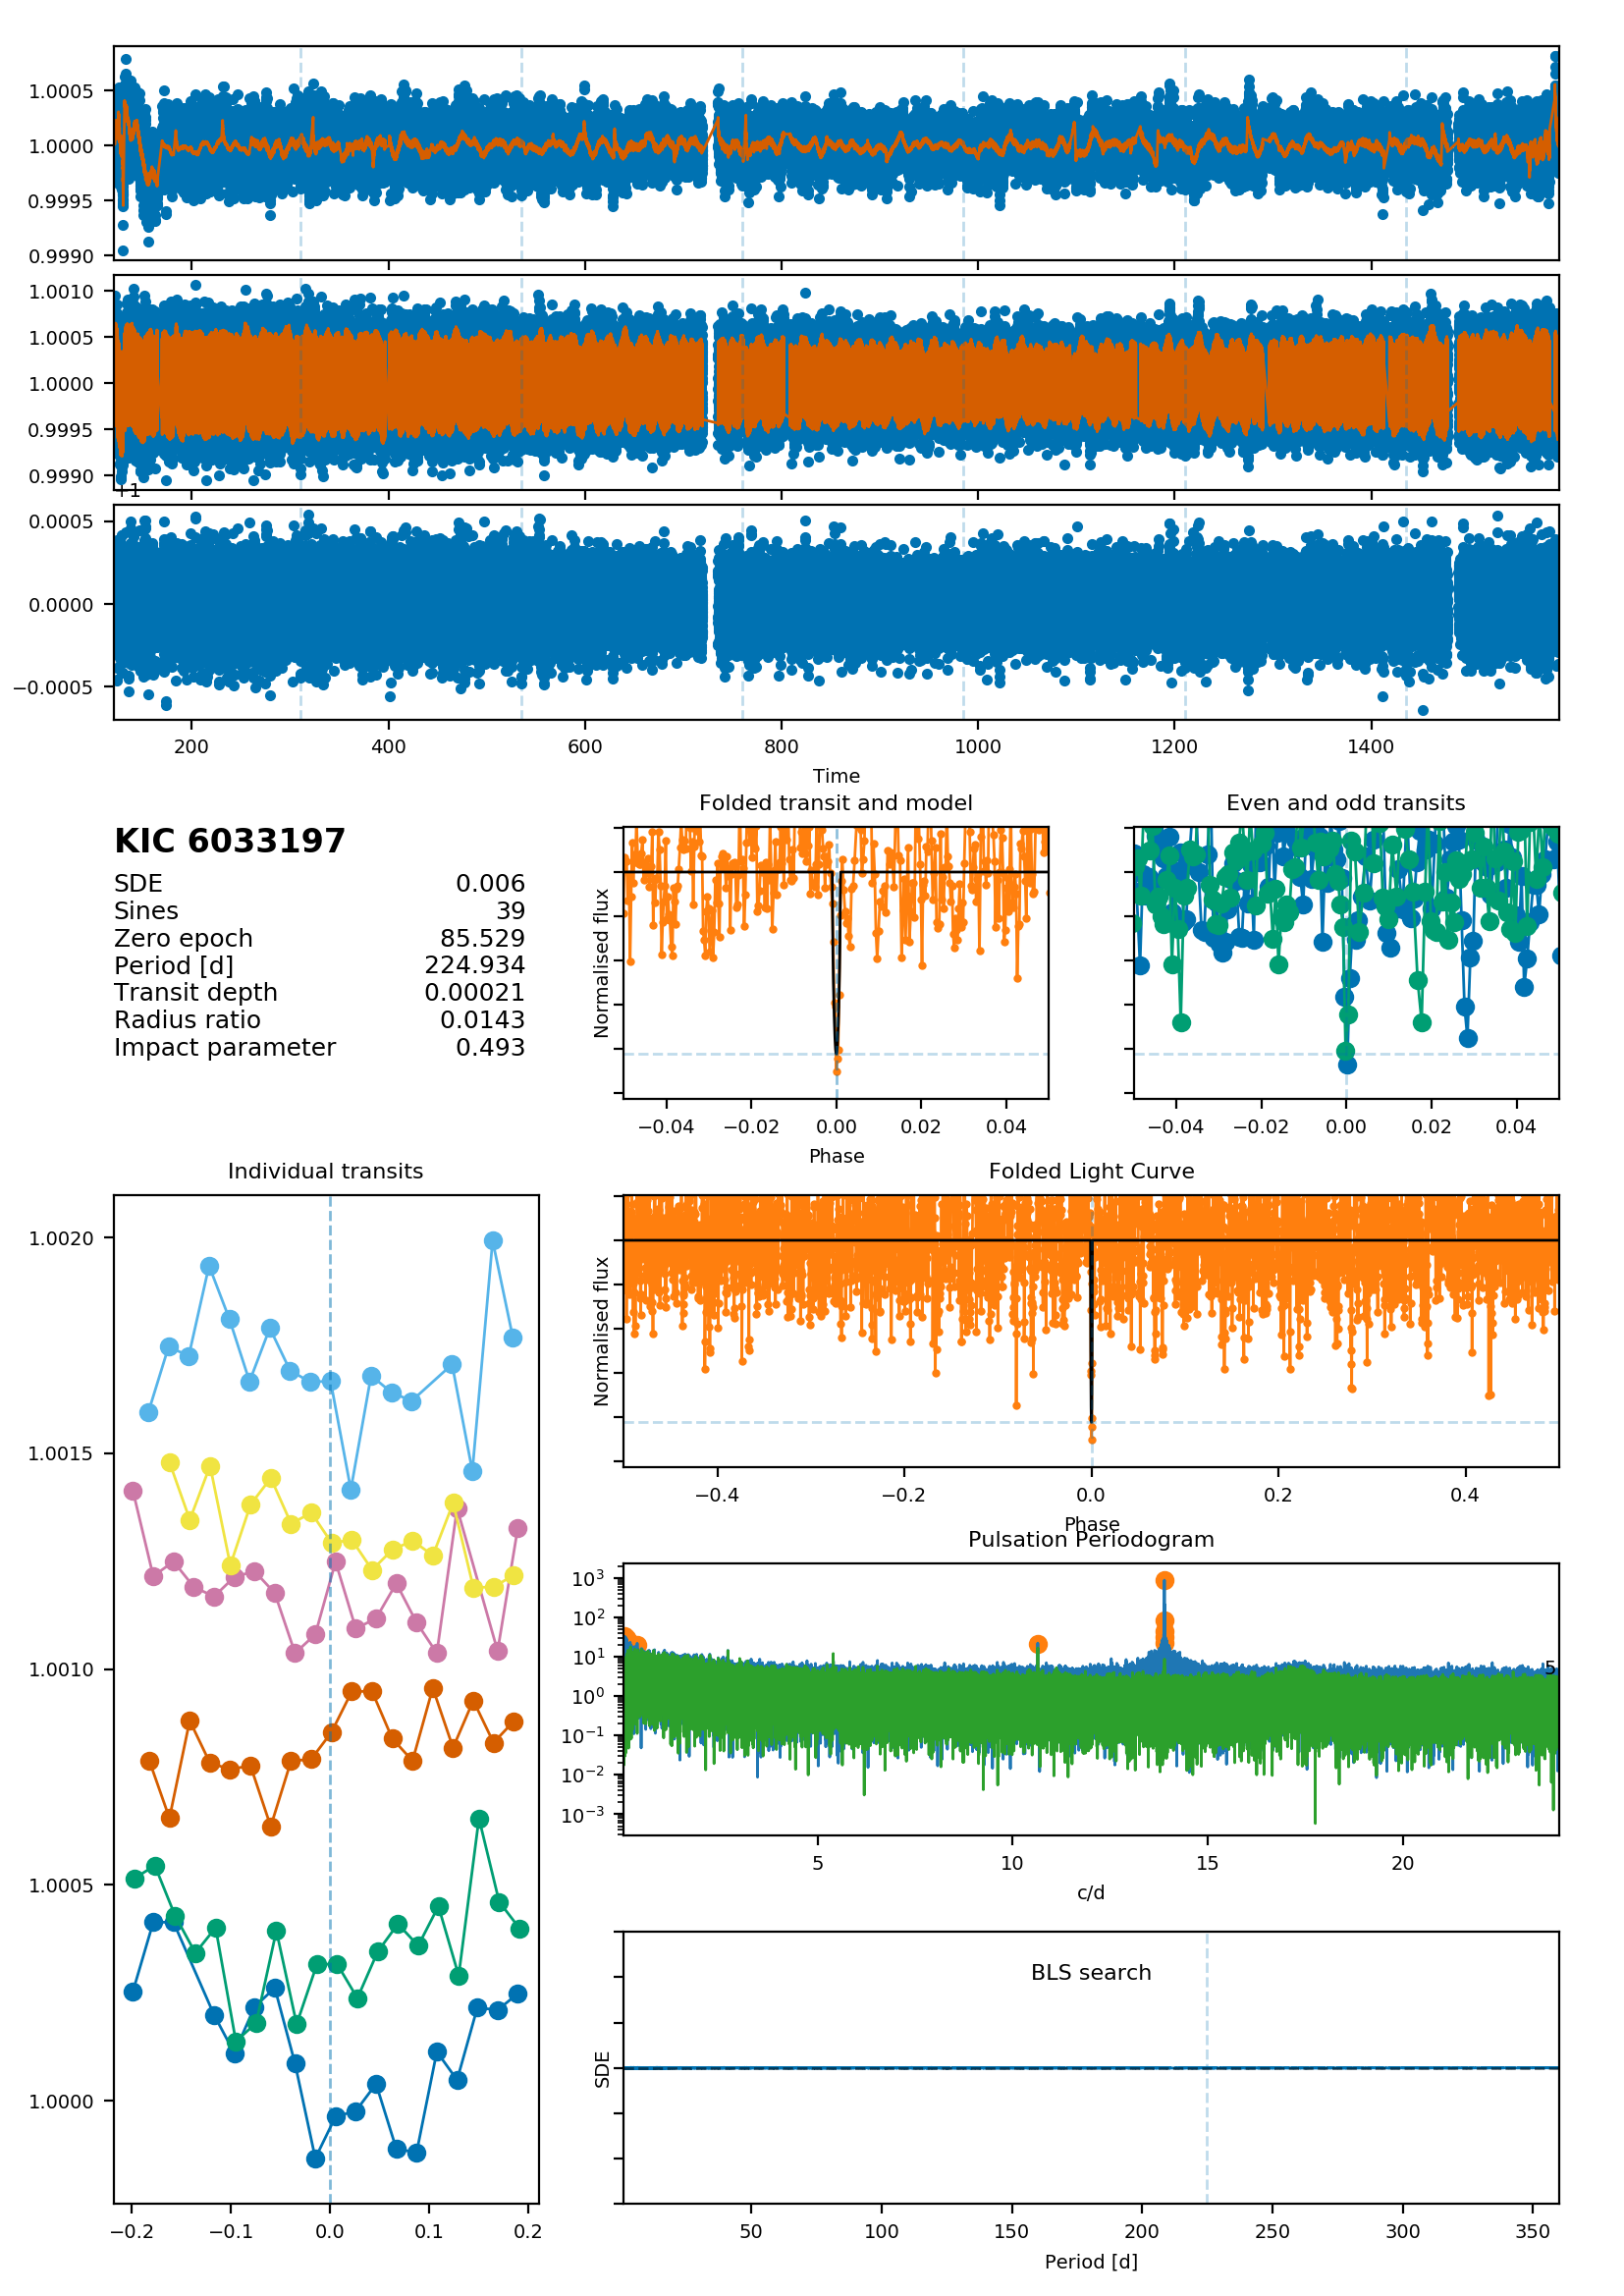 1.0005
1.0000
0.9995
0.9990
1.0010
1.0005
1.0000
0.9995
0.9990
+1
0.0005
0.0000
−0.0005
200 400 600 800 1000 1200 1400
Time
KIC 6033197
SDE 0.006
Sines 39
Zero epoch 85.529
Period [d] 224.934
Transit depth 0.00021
Radius ratio 0.0143
Impact parameter 0.493
Folded transit and model
Normalised flux
−0.04 −0.02 0.00 0.02 0.04
Phase
Even and odd transits
−0.04 −0.02 0.00 0.02 0.04
Individual transits
1.0020
1.0015
1.0010
1.0005
1.0000
−0.2 −0.1 0.0 0.1 0.2
Folded Light Curve
Normalised flux
−0.4 −0.2 0.0 0.2 0.4
Phase
Pulsation Periodogram
10³
10²
10¹
10⁰
10⁻¹
10⁻²
10⁻³
5
5 10 15 20
c/d
BLS search
SDE
50 100 150 200 250 300 350
Period [d]